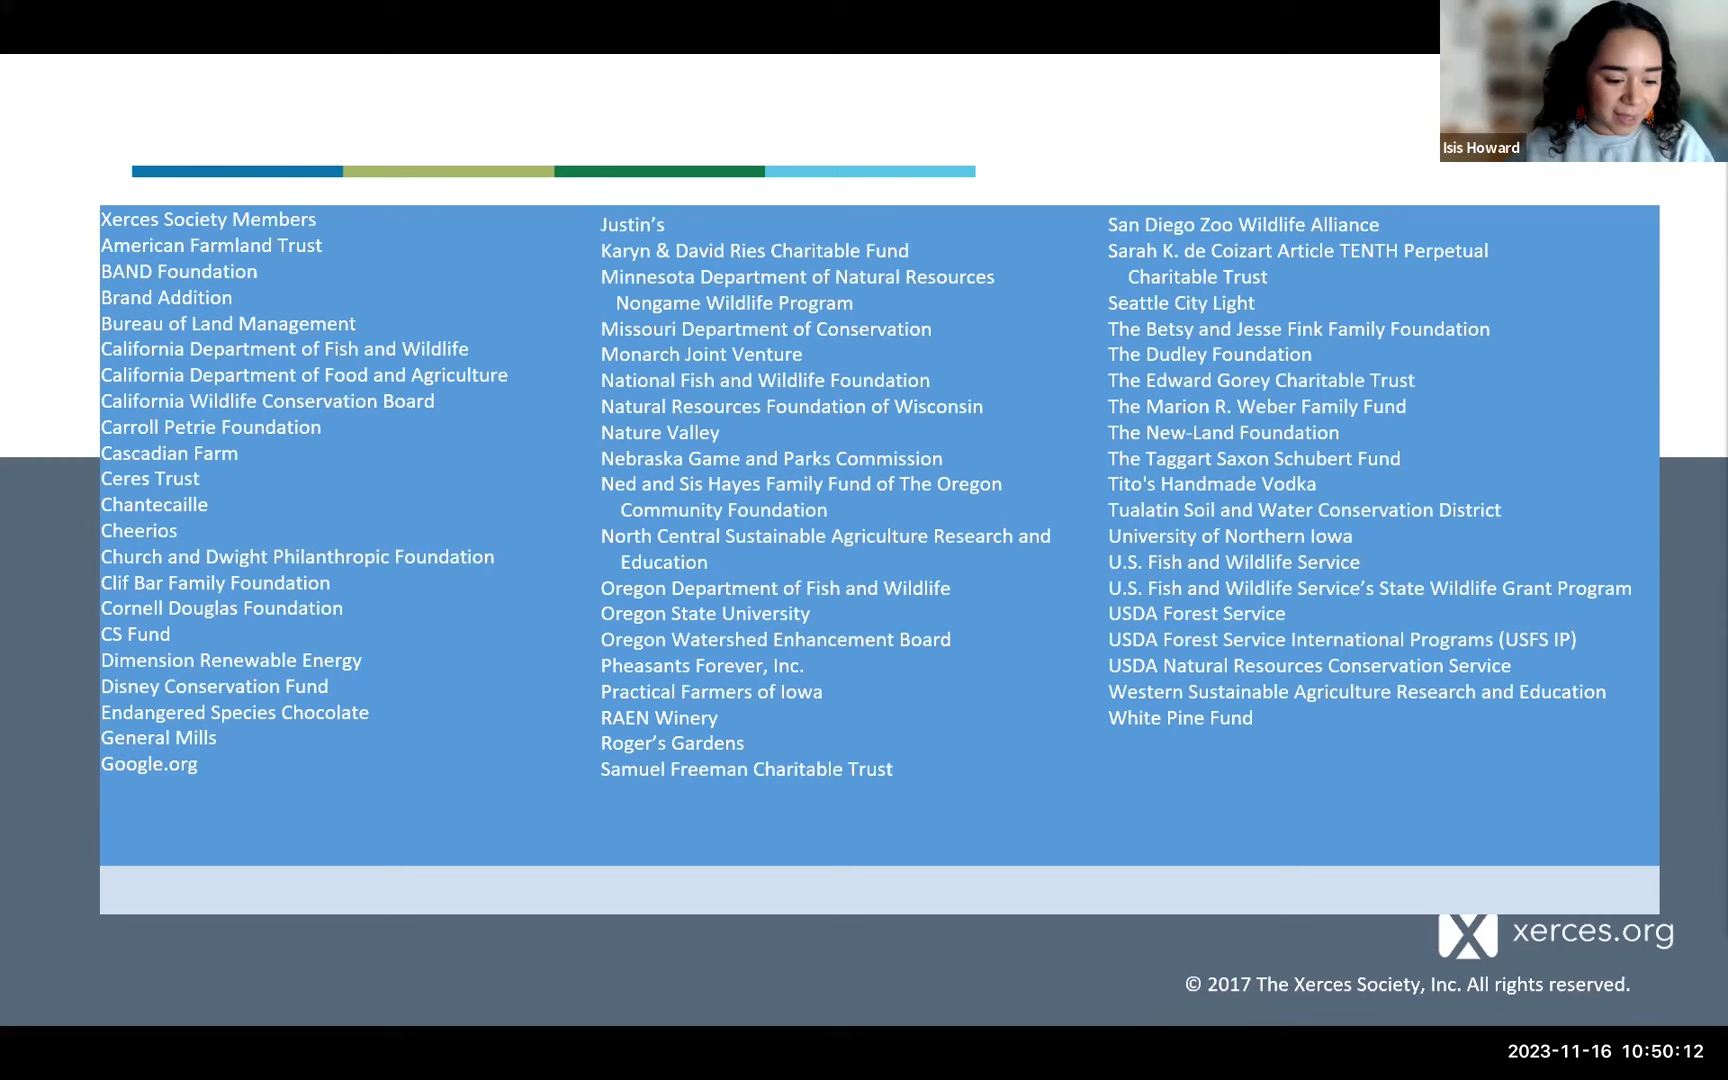 Isis Howard
Xerces Society Members
American Farmland Trust
BAND Foundation
Brand Addition
Bureau of Land Management
California Department of Fish and Wildlife
California Department of Food and Agriculture
California Wildlife Conservation Board
Carroll Petrie Foundation
Cascadian Farm
Ceres Trust
Chantecaille
Cheerios
Church and Dwight Philanthropic Foundation
Clif Bar Family Foundation
Cornell Douglas Foundation
CS Fund
Dimension Renewable Energy
Disney Conservation Fund
Endangered Species Chocolate
General Mills
Google.org
Justin’s
Karyn & David Ries Charitable Fund
Minnesota Department of Natural Resources
Nongame Wildlife Program
Missouri Department of Conservation
Monarch Joint Venture
National Fish and Wildlife Foundation
Natural Resources Foundation of Wisconsin
Nature Valley
Nebraska Game and Parks Commission
Ned and Sis Hayes Family Fund of The Oregon
Community Foundation
North Central Sustainable Agriculture Research and
Education
Oregon Department of Fish and Wildlife
Oregon State University
Oregon Watershed Enhancement Board
Pheasants Forever, Inc.
Practical Farmers of Iowa
RAEN Winery
Roger’s Gardens
Samuel Freeman Charitable Trust
San Diego Zoo Wildlife Alliance
Sarah K. de Coizart Article TENTH Perpetual
Charitable Trust
Seattle City Light
The Betsy and Jesse Fink Family Foundation
The Dudley Foundation
The Edward Gorey Charitable Trust
The Marion R. Weber Family Fund
The New-Land Foundation
The Taggart Saxon Schubert Fund
Tito's Handmade Vodka
Tualatin Soil and Water Conservation District
University of Northern Iowa
U.S. Fish and Wildlife Service
U.S. Fish and Wildlife Service’s State Wildlife Grant Program
USDA Forest Service
USDA Forest Service International Programs (USFS IP)
USDA Natural Resources Conservation Service
Western Sustainable Agriculture Research and Education
White Pine Fund
X xerces.org
© 2017 The Xerces Society, Inc. All rights reserved.
2023-11-16 10:50:12